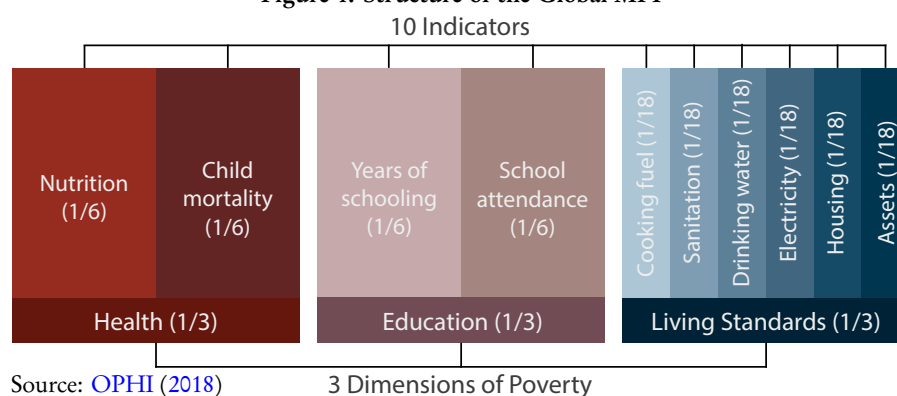 10 Indicators
Nutrition
(1/6)
Child
mortality
(1/6)
Years of
schooling
(1/6)
School
attendance
(1/6)
Cooking fuel (1/18)
Sanitation (1/18)
Drinking water (1/18)
Electricity (1/18)
Housing (1/18)
Assets (1/18)
Health (1/3)
Education (1/3)
Living Standards (1/3)
3 Dimensions of Poverty
Source: OPHI (2018)